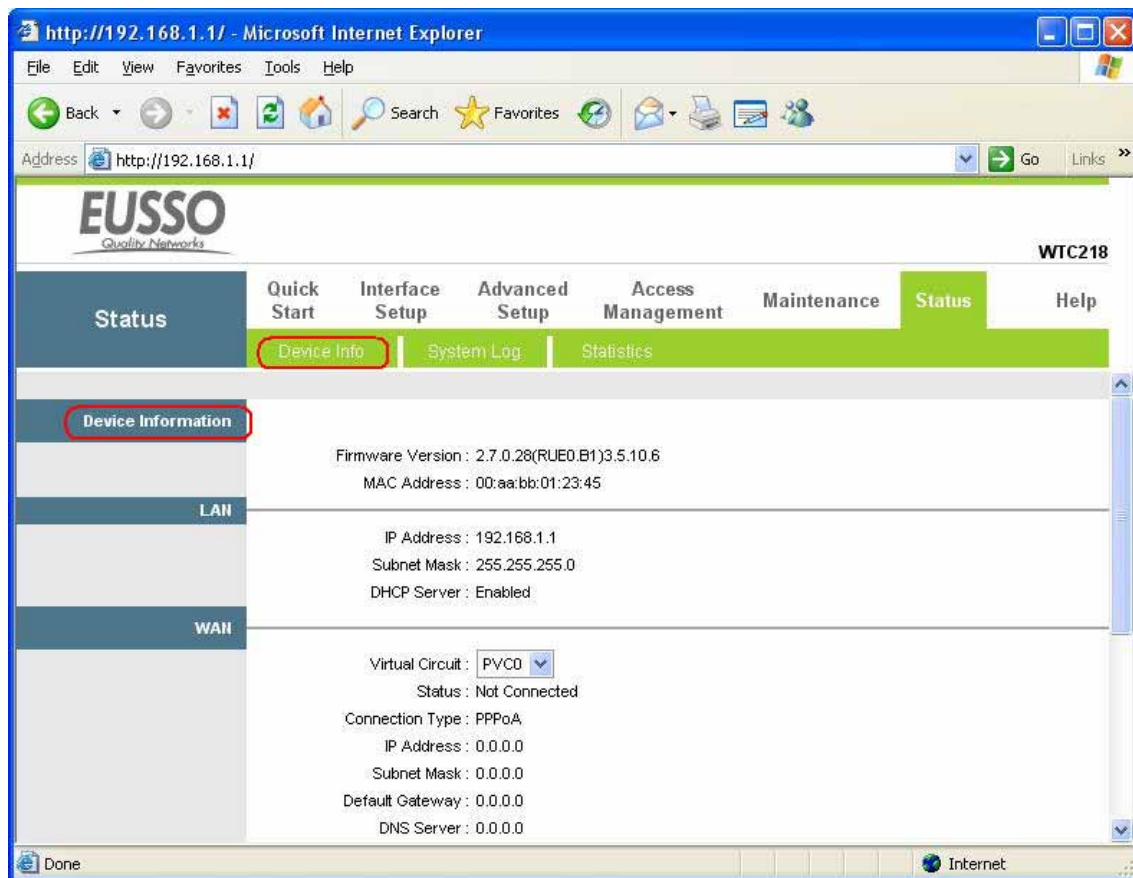 http://192.168.1.1/ - Microsoft Internet Explorer
File Edit View Favorites Tools Help
Back Search Favorites
Address http://192.168.1.1/ Go Links »
EUSSO
Quality Networks
WTC218
Status
Quick Start Interface Setup Advanced Setup Access Management Maintenance Status Help
Device Info System Log Statistics
Device Information
Firmware Version : 2.7.0.28(RUE0.B1)3.5.10.6
MAC Address : 00:aa:bb:01:23:45
LAN
IP Address : 192.168.1.1
Subnet Mask : 255.255.255.0
DHCP Server : Enabled
WAN
Virtual Circuit : PVC0
Status : Not Connected
Connection Type : PPPoA
IP Address : 0.0.0.0
Subnet Mask : 0.0.0.0
Default Gateway : 0.0.0.0
DNS Server : 0.0.0.0
Done Internet